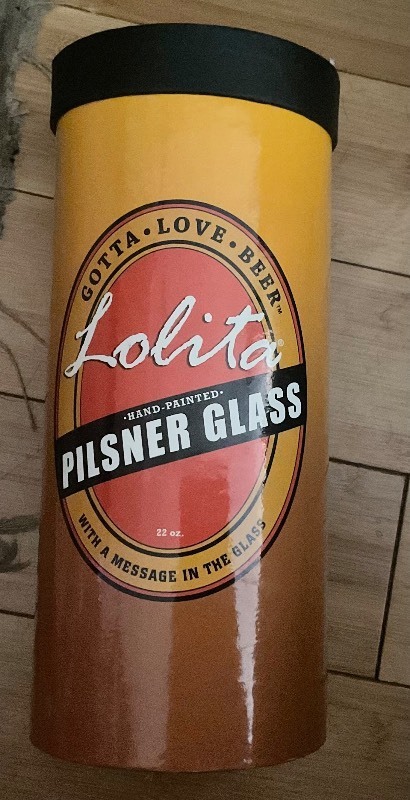 GOTTA • LOVE • BEER™
Lolita®
•HAND-PAINTED•
PILSNER GLASS
22 oz.
WITH A MESSAGE IN THE GLASS